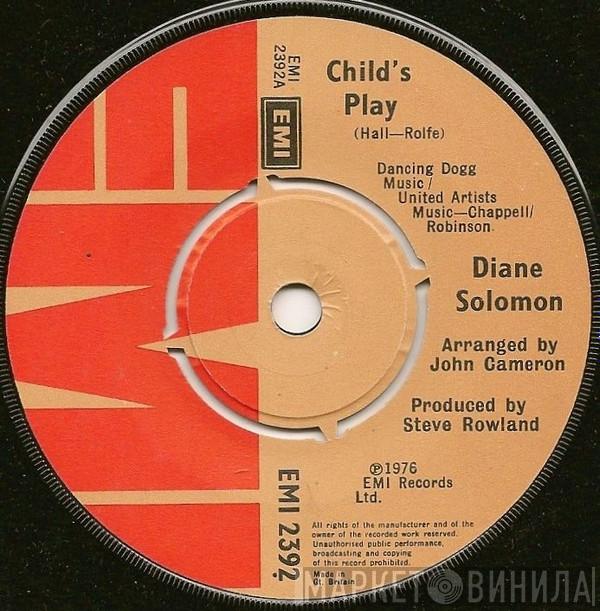 EMI
2392A
EMI
Child's
Play
(Hall—Rolfe)
Dancing Dogg
Music/
United Artists
Music—Chappell/
Robinson.
Diane
Solomon
Arranged by
John Cameron
Produced by
Steve Rowland
℗1976
EMI Records
Ltd.
EMI 2392
All rights of the manufacturer and of the
owner of the recorded work reserved.
Unauthorised public performance,
broadcasting and copying
of this record prohibited.
Made in
Gt. Britain
EMI
МАРКЕТ ВИНИЛА